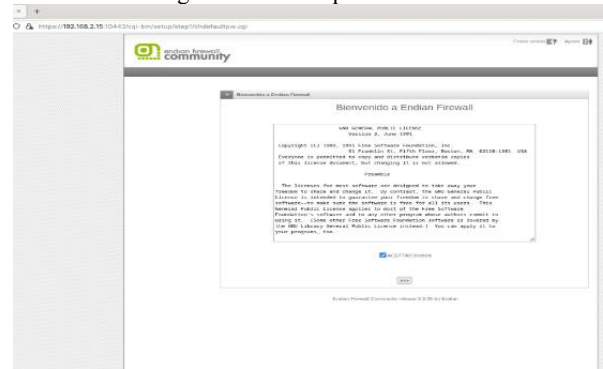 https://192.168.2.15:10443/cgi-bin/setup/step1/chdefaultpw.cgi
endian firewall
community
Ayuda
Bienvenido a Endian Firewall
Bienvenido a Endian Firewall
GNU GENERAL PUBLIC LICENSE
Version 2, June 1991
Copyright (C) 1989, 1991 Free Software Foundation, Inc.
51 Franklin St, Fifth Floor, Boston, MA 02110-1301 USA
Everyone is permitted to copy and distribute verbatim copies
of this license document, but changing it is not allowed.
Preamble
The licenses for most software are designed to take away your
freedom to share and change it. By contrast, the GNU General Public
License is intended to guarantee your freedom to share and change free
software--to make sure the software is free for all its users. This
General Public License applies to most of the Free Software
Foundation's software and to any other program whose authors commit to
using it. (Some other Free Software Foundation software is covered by
the GNU Library General Public License instead.) You can apply it to
your programs, too.
ACEPTAR
>>>
Endian Firewall Community release (c) Endian